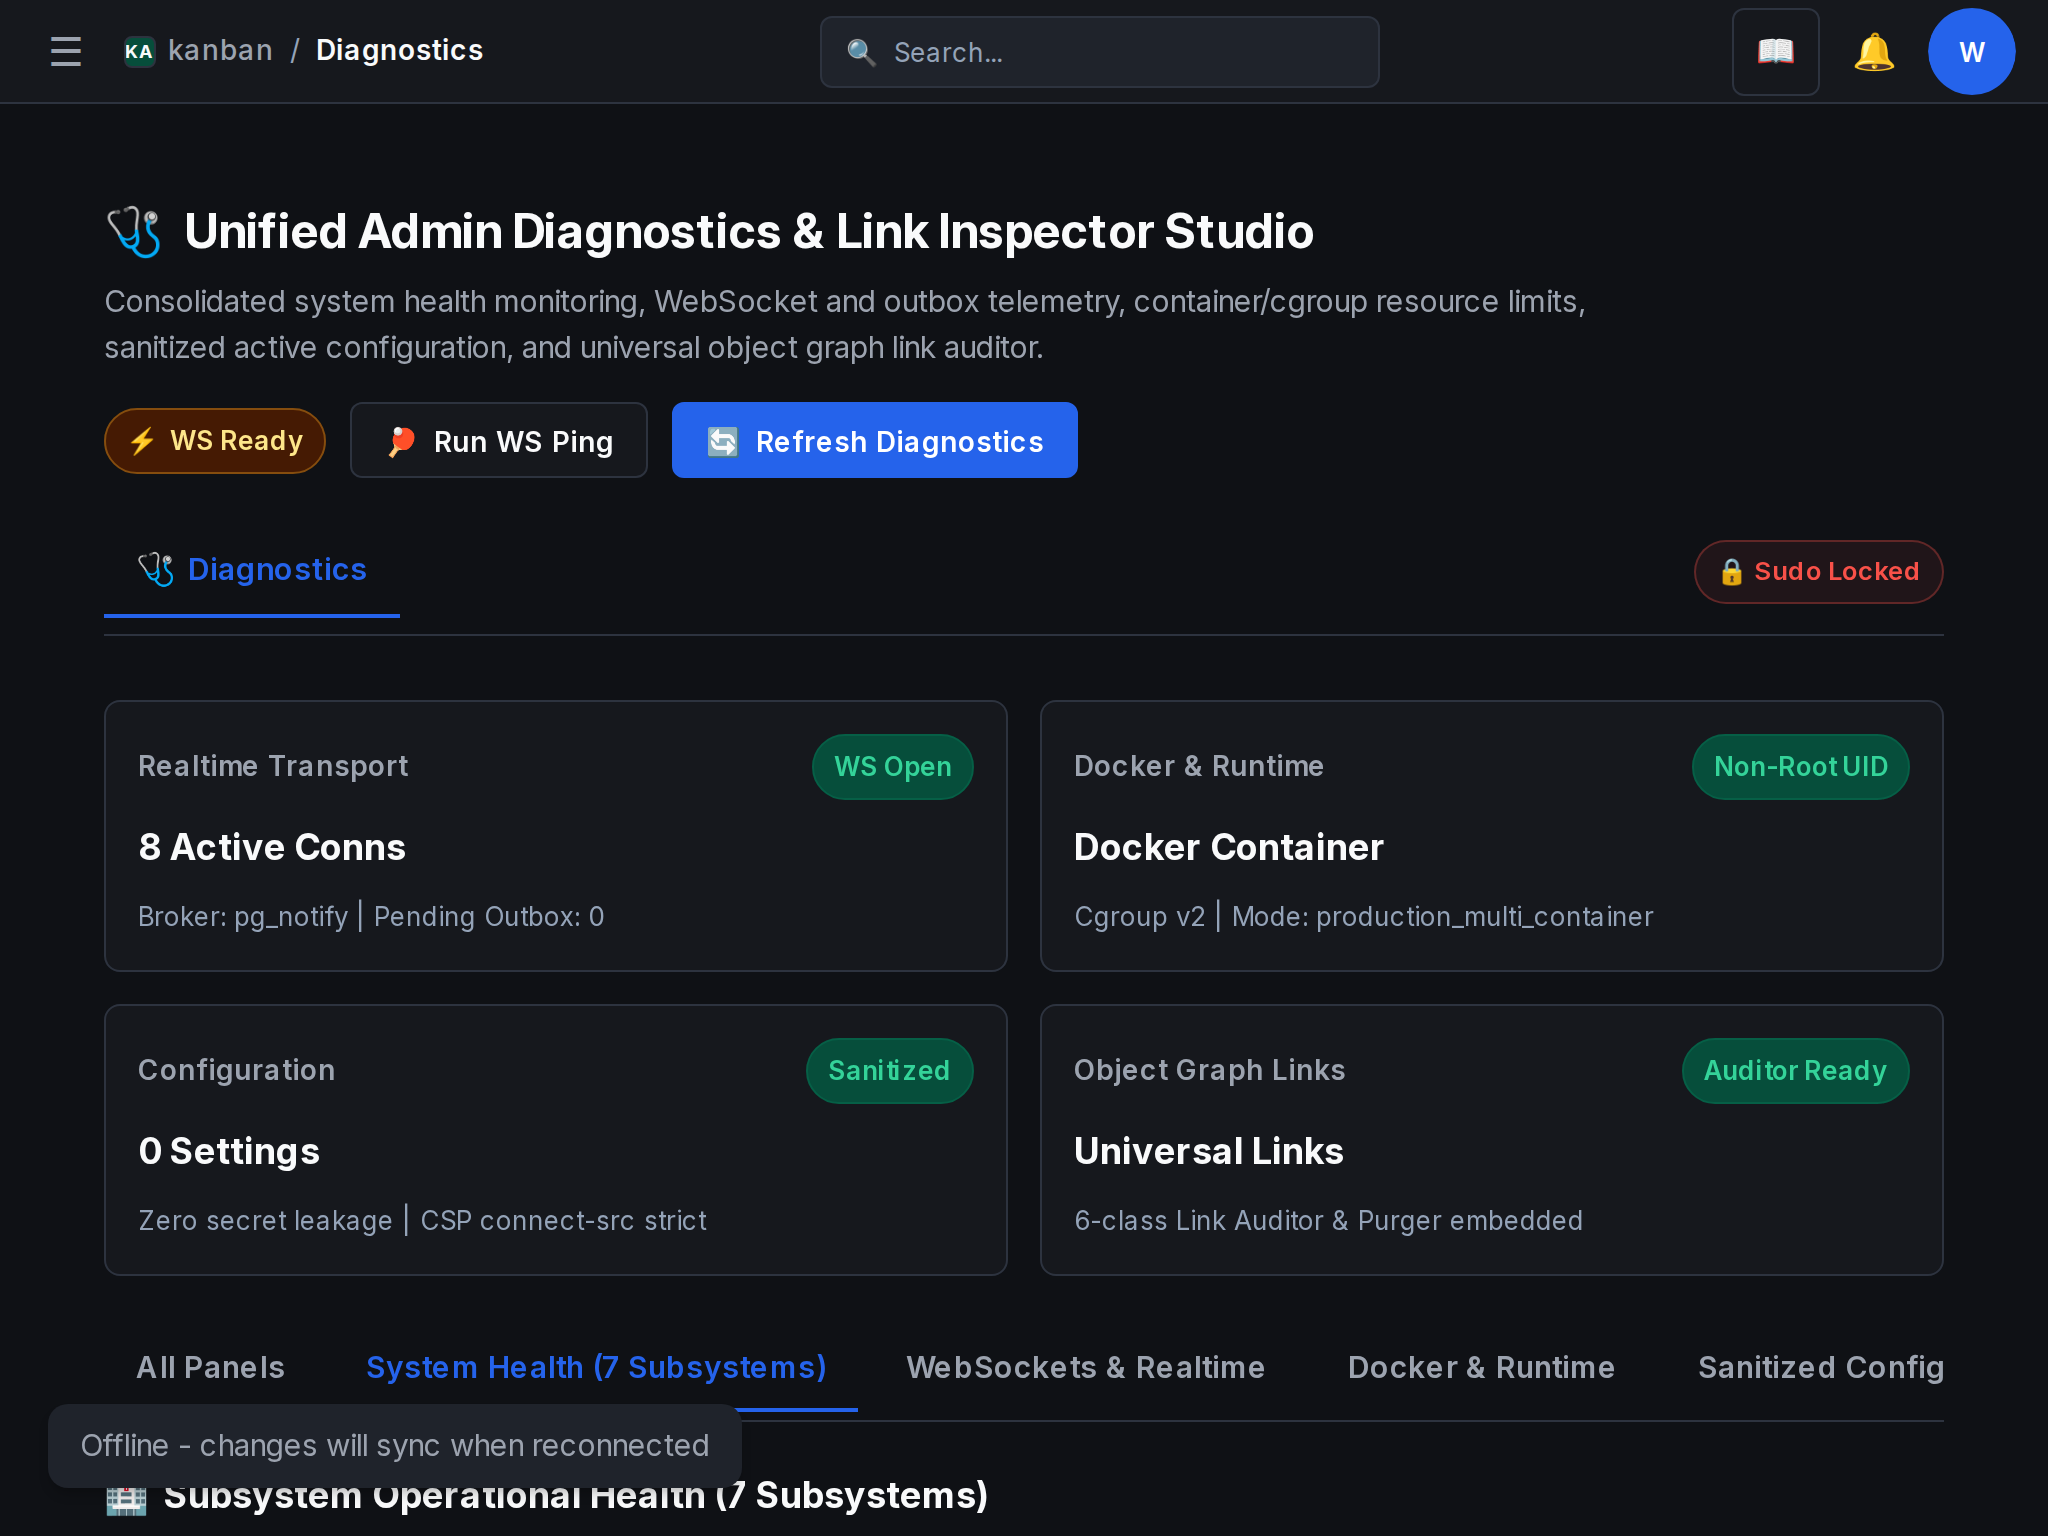 KA kanban / Diagnostics
Search...
W
Unified Admin Diagnostics & Link Inspector Studio
Consolidated system health monitoring, WebSocket and outbox telemetry, container/cgroup resource limits,
sanitized active configuration, and universal object graph link auditor.
WS Ready
Run WS Ping
Refresh Diagnostics
Diagnostics
Sudo Locked
Realtime Transport
WS Open
8 Active Conns
Broker: pg_notify | Pending Outbox: 0
Docker & Runtime
Non-Root UID
Docker Container
Cgroup v2 | Mode: production_multi_container
Configuration
Sanitized
0 Settings
Zero secret leakage | CSP connect-src strict
Object Graph Links
Auditor Ready
Universal Links
6-class Link Auditor & Purger embedded
All Panels
System Health (7 Subsystems)
WebSockets & Realtime
Docker & Runtime
Sanitized Config
Offline - changes will sync when reconnected
Subsystem Operational Health (7 Subsystems)